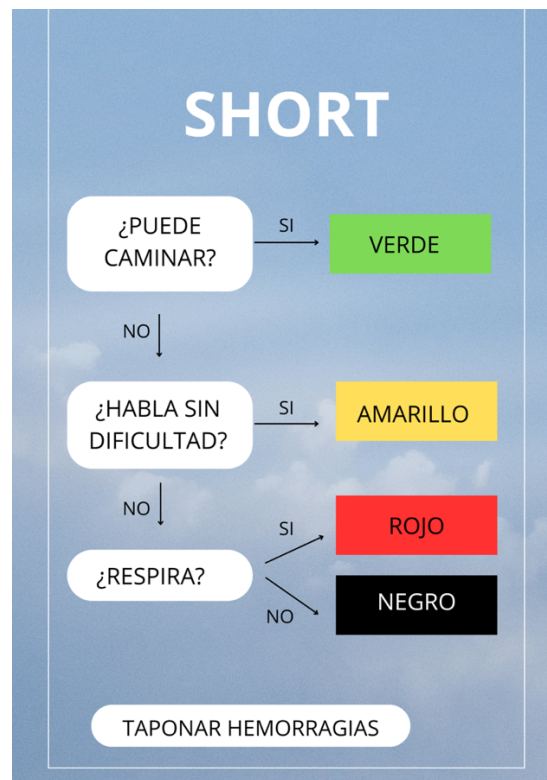 SHORT
¿PUEDE
CAMINAR?
SI
VERDE
NO
¿HABLA SIN
DIFICULTAD?
SI
AMARILLO
NO
¿RESPIRA?
SI
ROJO
NO
NEGRO
TAPONAR HEMORRAGIAS